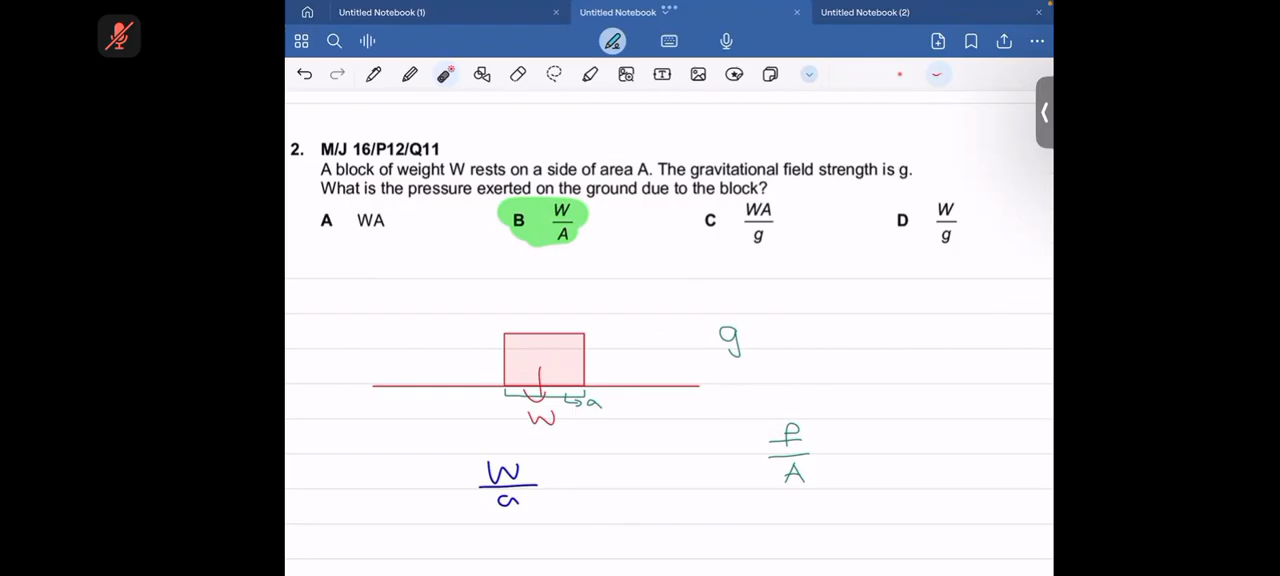 Untitled Notebook (1) × Untitled Notebook × Untitled Notebook (2) ×
2. M/J 16/P12/Q11
A block of weight W rests on a side of area A. The gravitational field strength is g.
What is the pressure exerted on the ground due to the block?
A WA B W/A C WA/g D W/g
g
a
W
F/A
W/a